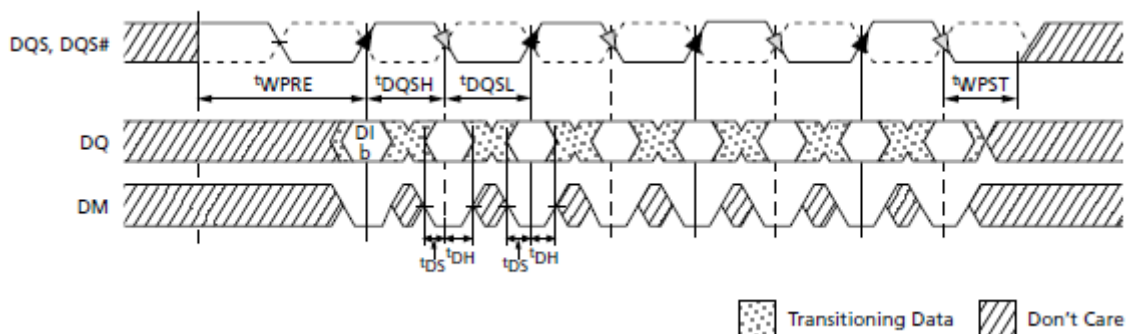 DQS, DQS#
tWPRE tDQSH tDQSL tWPST
DQ
DI
b
DM
tDS tDH tDS tDH
Transitioning Data Don't Care